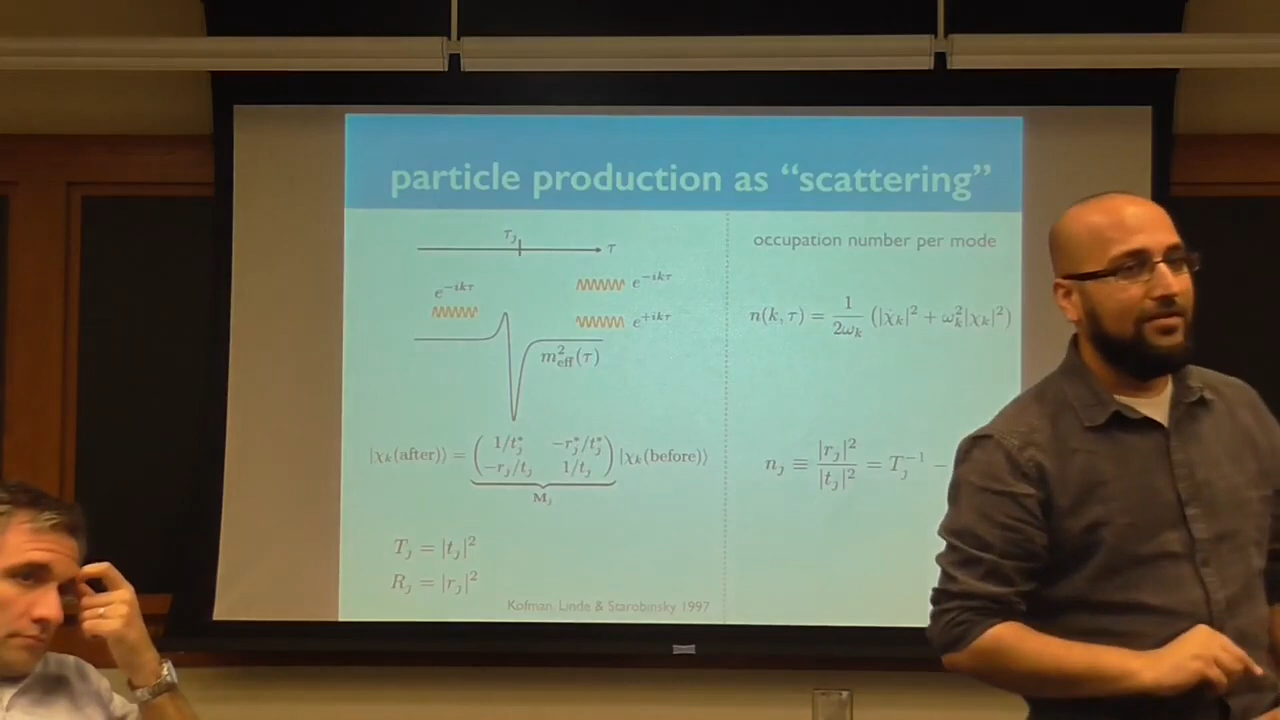 particle production as “scattering”
τ_j
τ
e^{-ikτ}
e^{-ikτ}
e^{+ikτ}
m²_eff(τ)
|χ_k(after)⟩ = ( 1/t_j^* −r_j^*/t_j^* ; −r_j/t_j 1/t_j ) |χ_k(before)⟩
M_j
T_j = |t_j|²
R_j = |r_j|²
Kofman, Linde & Starobinsky 1997
occupation number per mode
n(k, τ) = 1/(2ω_k) (|χ̇_k|² + ω_k²|χ_k|²)
n_j ≡ |r_j|²/|t_j|² = T_j^{-1} −